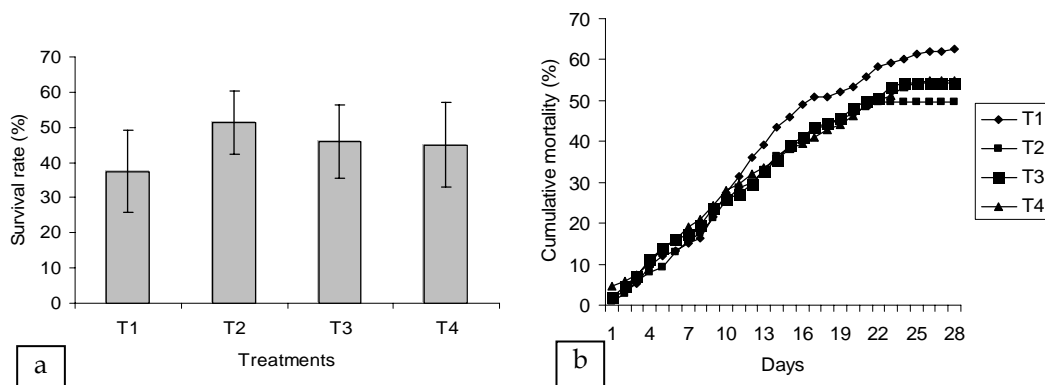 70
60
50
40
30
20
10
0
Survival rate (%)
T1 T2 T3 T4
Treatments
a
70
60
50
40
30
20
10
0
Cumulative mortality (%)
1 4 7 10 13 16 19 22 25 28
Days
b
T1
T2
T3
T4